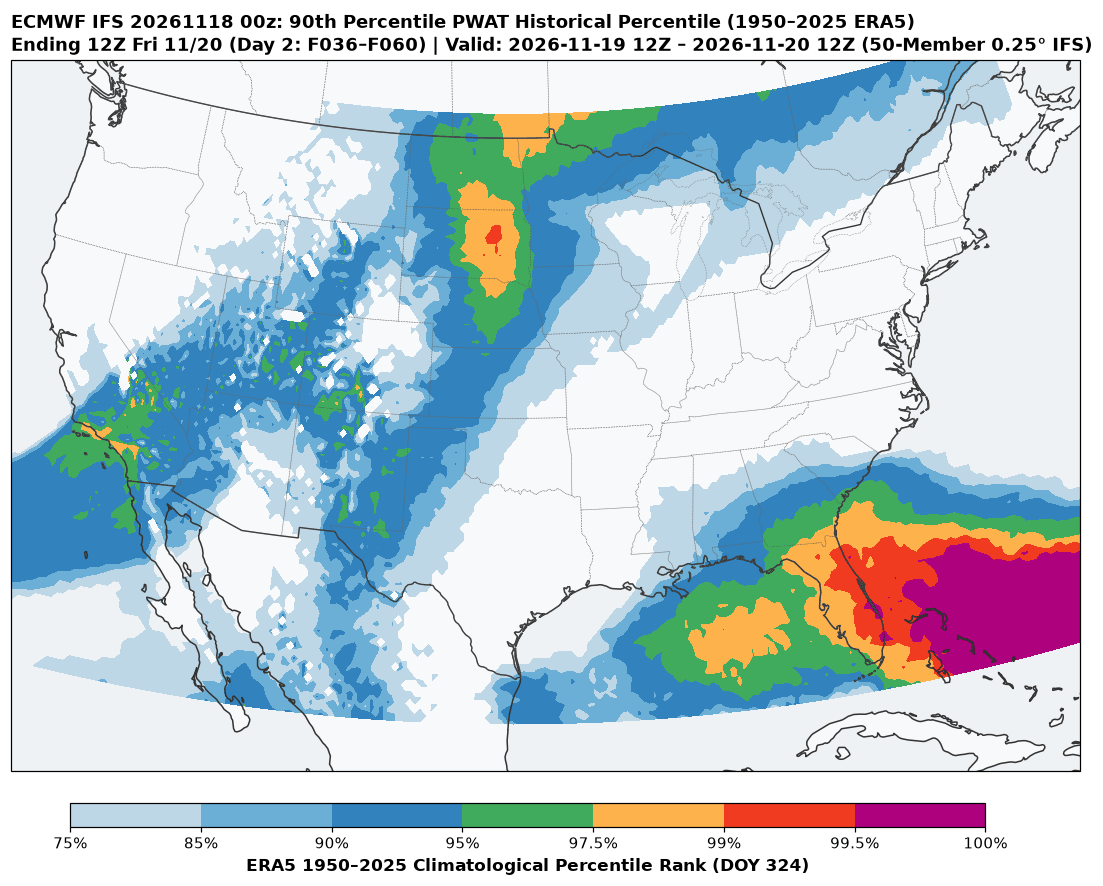 ECMWF IFS 20261118 00z: 90th Percentile PWAT Historical Percentile (1950–2025 ERA5)
Ending 12Z Fri 11/20 (Day 2: F036–F060) | Valid: 2026-11-19 12Z – 2026-11-20 12Z (50-Member 0.25° IFS)
75% 85% 90% 95% 97.5% 99% 99.5% 100%
ERA5 1950–2025 Climatological Percentile Rank (DOY 324)